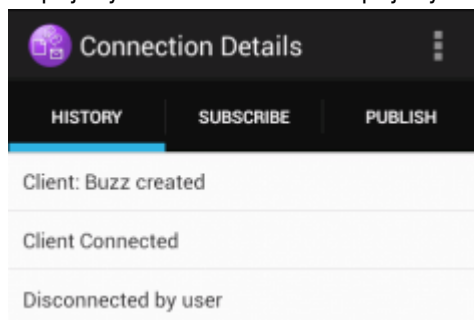 Connection Details
HISTORY SUBSCRIBE PUBLISH
Client: Buzz created
Client Connected
Disconnected by user